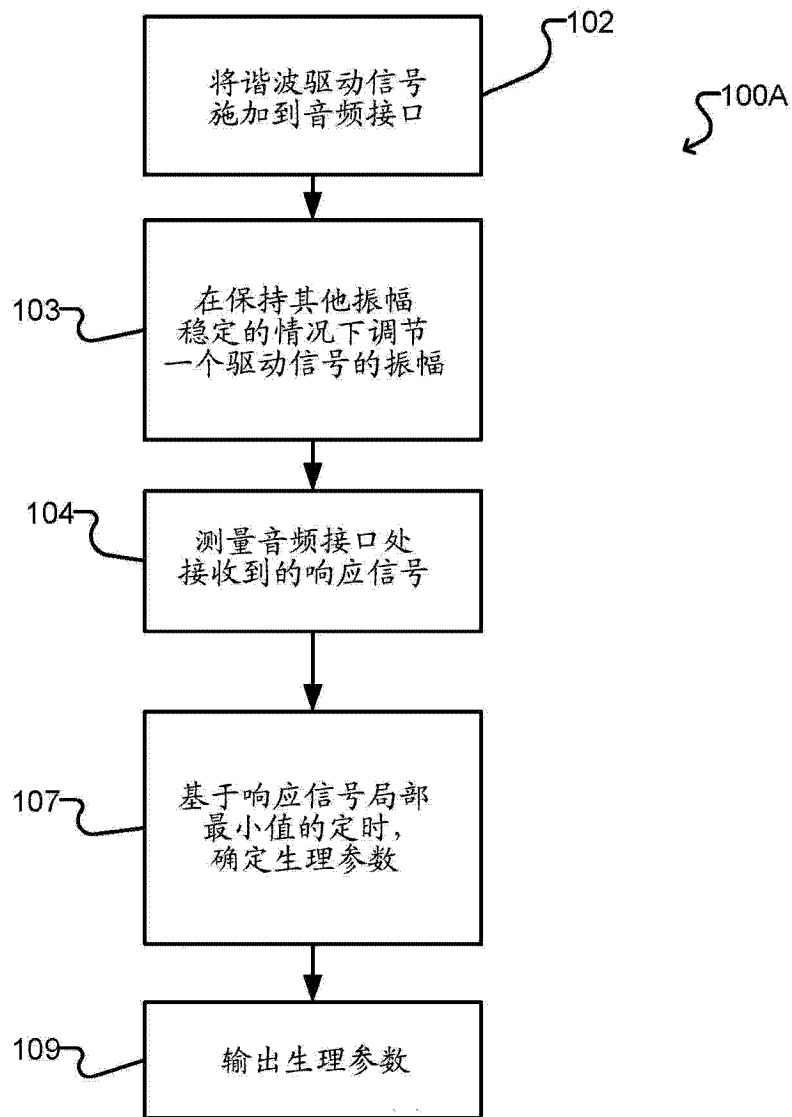 102
将谐波驱动信号
施加到音频接口
100A
103
在保持其他振幅
稳定的情况下调节
一个驱动信号的振幅
104
测量音频接口处
接收到的响应信号
107
基于响应信号局部
最小值的定时，
确定生理参数
109
输出生理参数